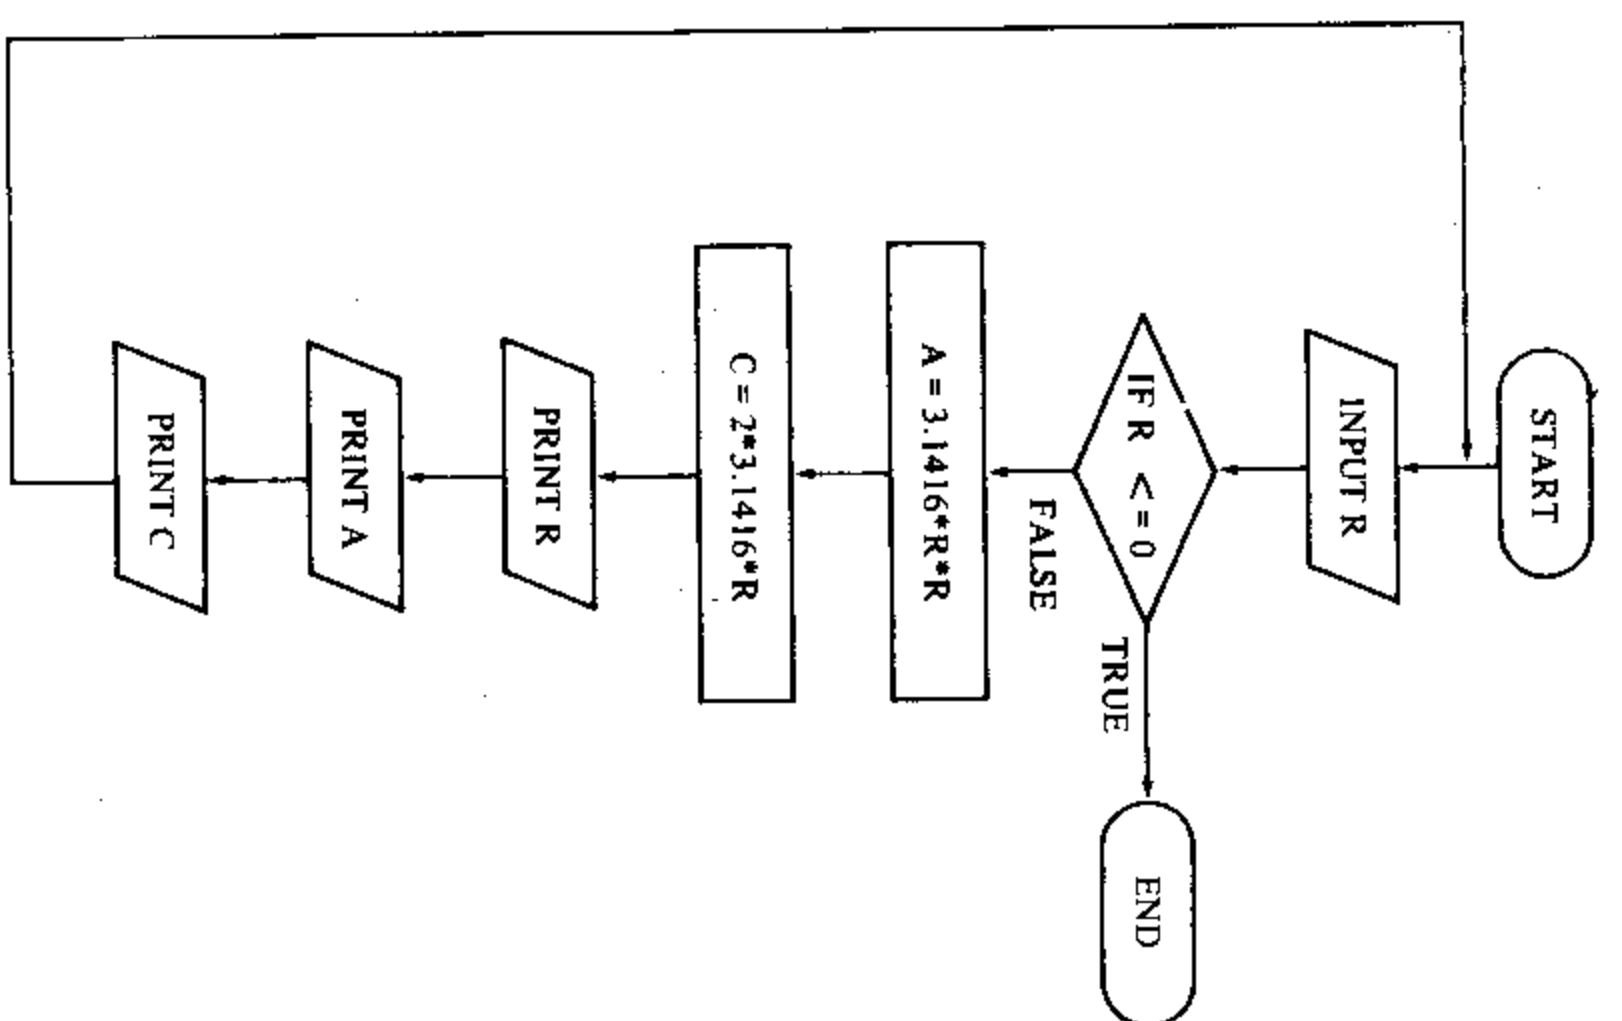 START
INPUT R
IF R <= 0
TRUE
END
FALSE
A = 3.1416*R*R
C = 2*3.1416*R
PRINT R
PRINT A
PRINT C